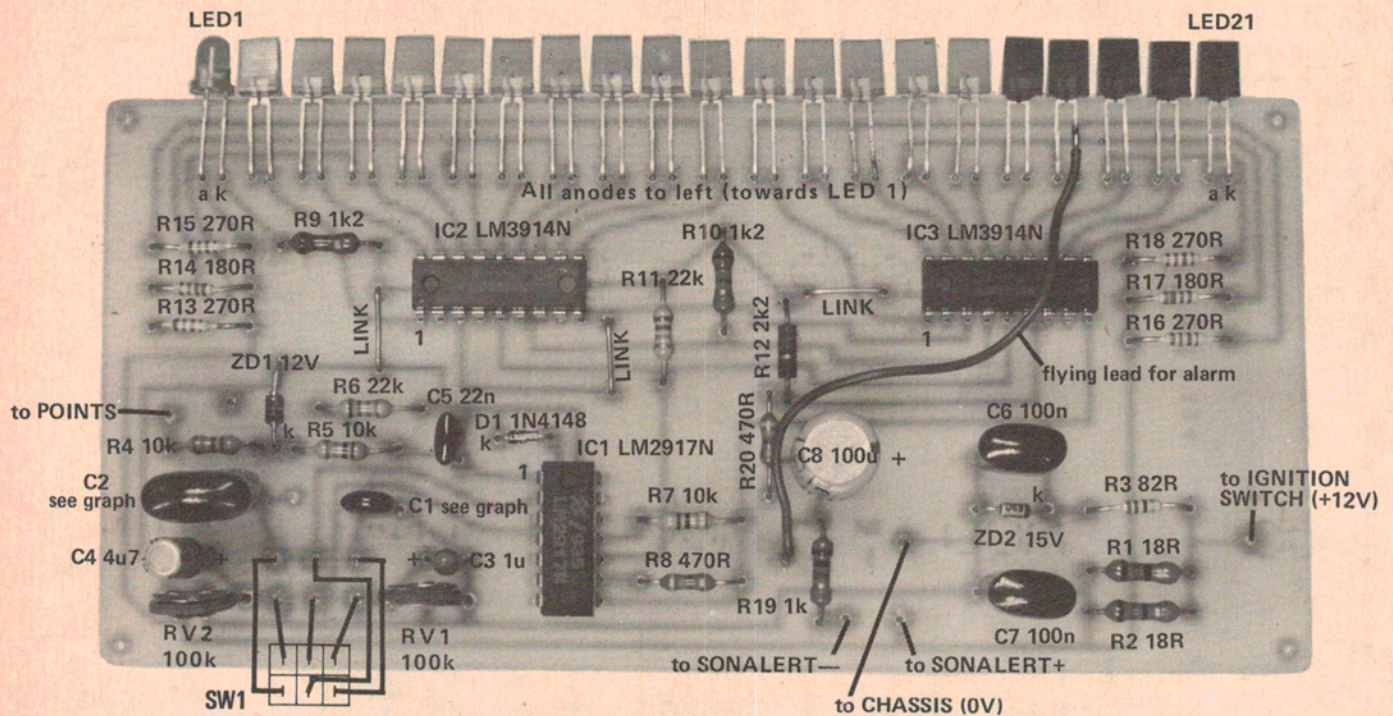 LED1
LED21
a k
All anodes to left (towards LED 1)
a k
R15 270R
R9 1k2
IC2 LM3914N
R10 1k2
IC3 LM3914N
R18 270R
R14 180R
R11 22k
R17 180R
R13 270R
LINK
R16 270R
1
LINK
LINK
R12 2k2
1
ZD1 12V
flying lead for alarm
R6 22k
C5 22n
to POINTS
D1 1N4148
C6 100n
k
k
R4 10k
R5 10k
IC1 LM2917N
R20 470R
C8 100u +
C2
see graph
1
C1 see graph
R7 10k
k
R3 82R
to IGNITION
SWITCH (+12V)
ZD2 15V
C4 4u7
+
+
C3 1u
R8 470R
R1 18R
R19 1k
RV2
100k
RV1
100k
C7 100n
R2 18R
to SONALERT—
to SONALERT+
SW1
to CHASSIS (0V)